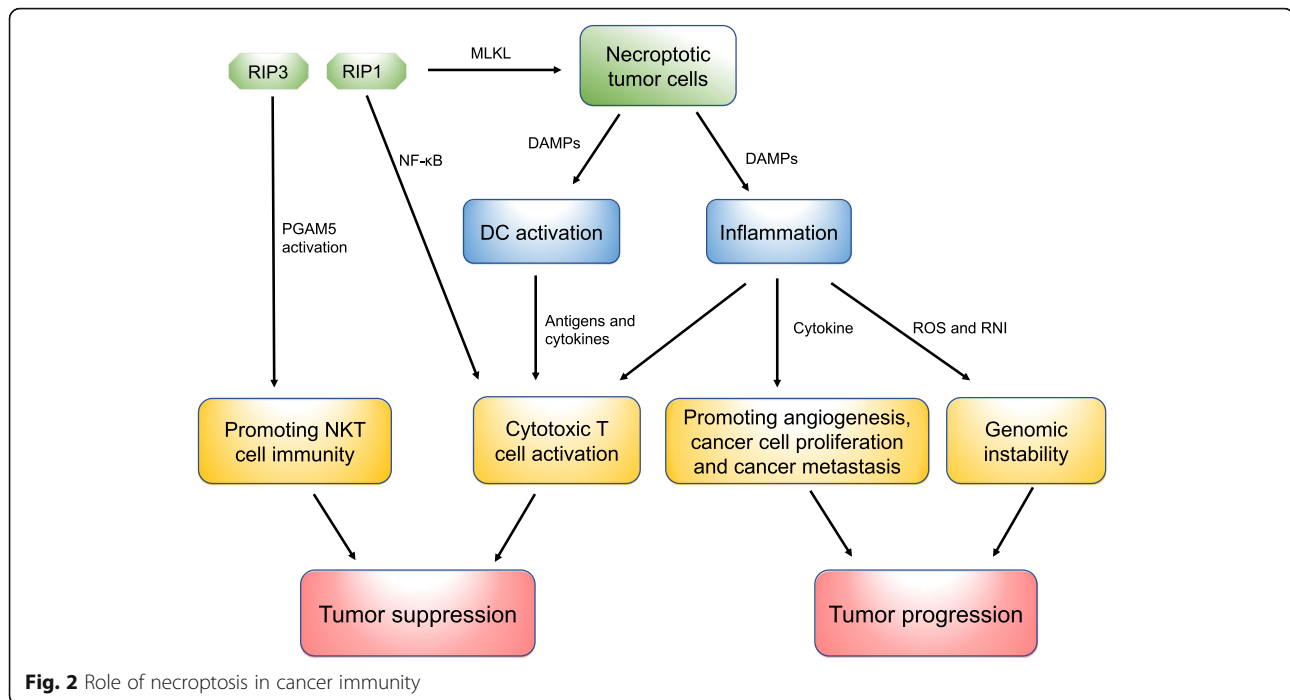 RIP3
RIP1
MLKL
Necroptotic
tumor cells
DAMPs
DAMPs
NF-κB
PGAM5
activation
DC activation
Inflammation
Antigens and
cytokines
Cytokine
ROS and RNI
Promoting NKT
cell immunity
Cytotoxic T
cell activation
Promoting angiogenesis,
cancer cell proliferation
and cancer metastasis
Genomic
instability
Tumor suppression
Tumor progression
Fig. 2 Role of necroptosis in cancer immunity